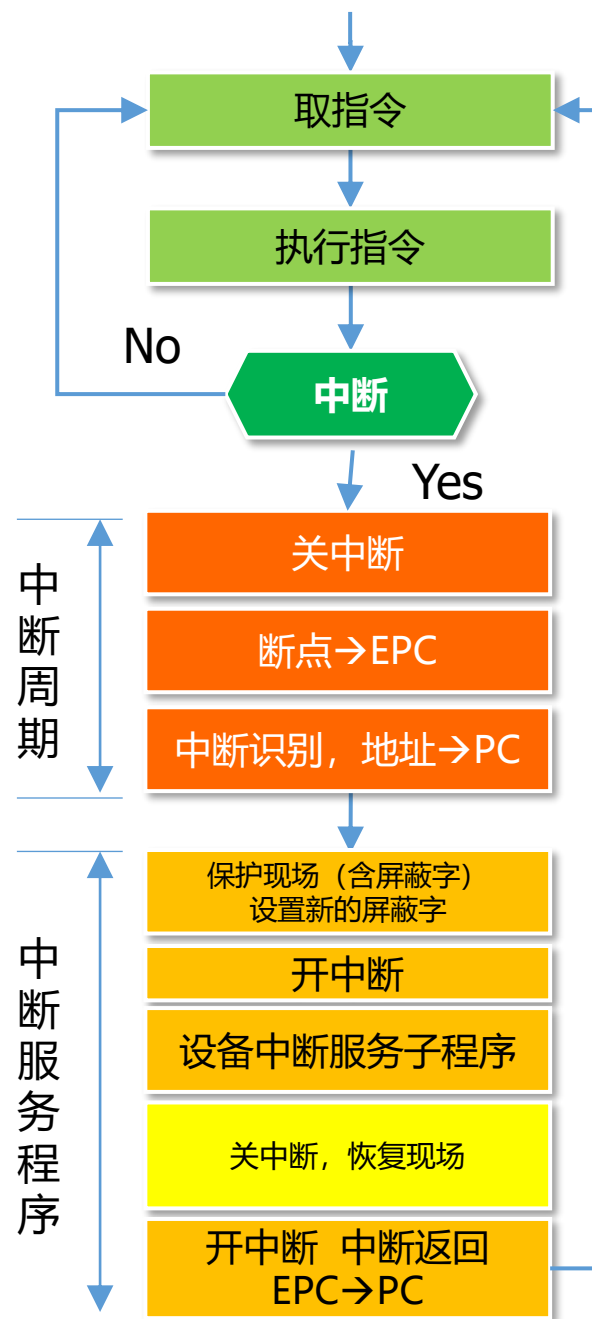 取指令
执行指令
No
中断
Yes
中断周期
关中断
断点→EPC
中断识别，地址→PC
中断服务程序
保护现场（含屏蔽字）
设置新的屏蔽字
开中断
设备中断服务子程序
关中断，恢复现场
开中断 中断返回
EPC→PC